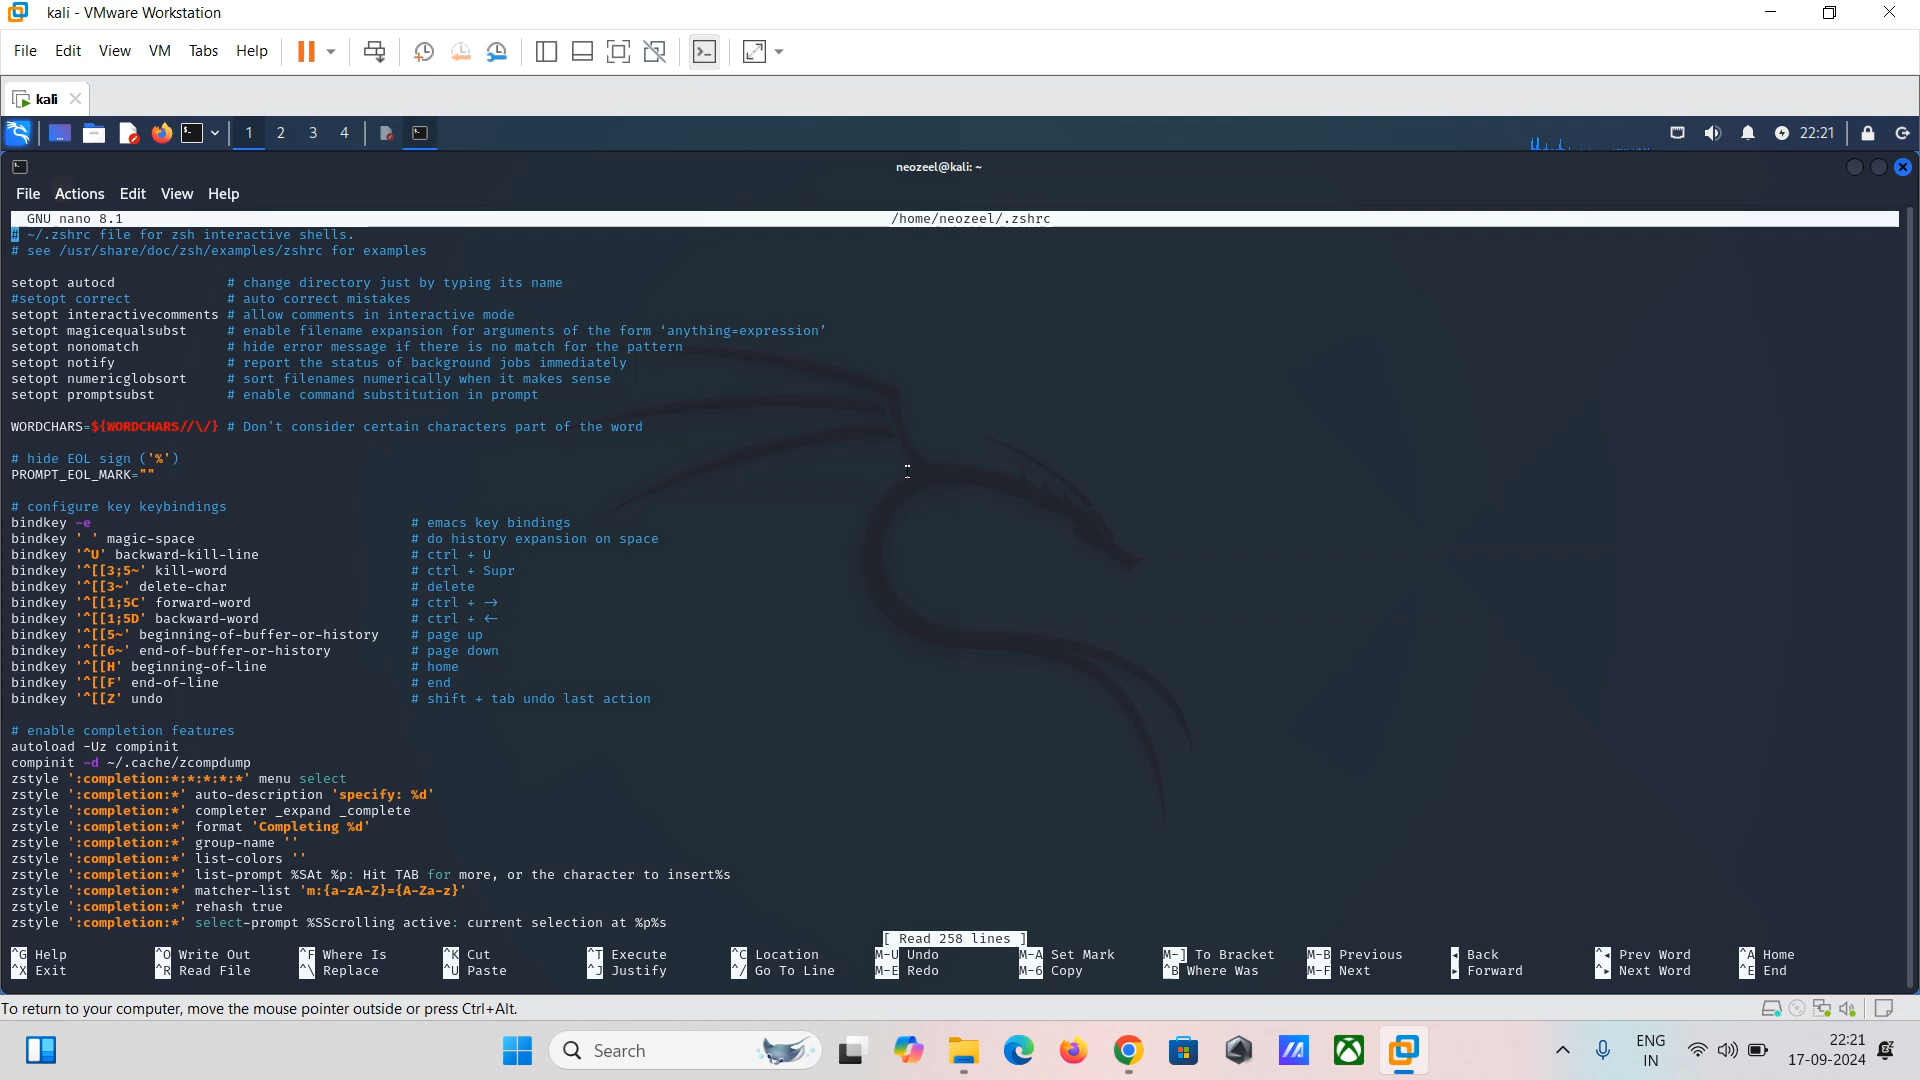 kali - VMware Workstation
File Edit View VM Tabs Help
kali
1 2 3 4 22:21
neozeel@kali: ~
File Actions Edit View Help
GNU nano 8.1 /home/neozeel/.zshrc
# ~/.zshrc file for zsh interactive shells.
# see /usr/share/doc/zsh/examples/zshrc for examples
setopt autocd # change directory just by typing its name
#setopt correct # auto correct mistakes
setopt interactivecomments # allow comments in interactive mode
setopt magicequalsubst # enable filename expansion for arguments of the form ‘anything=expression’
setopt nonomatch # hide error message if there is no match for the pattern
setopt notify # report the status of background jobs immediately
setopt numericglobsort # sort filenames numerically when it makes sense
setopt promptsubst # enable command substitution in prompt
WORDCHARS=${WORDCHARS//\/} # Don't consider certain characters part of the word
# hide EOL sign ('%')
PROMPT_EOL_MARK=""
# configure key keybindings
bindkey -e # emacs key bindings
bindkey ' ' magic-space # do history expansion on space
bindkey '^U' backward-kill-line # ctrl + U
bindkey '^[[3;5~' kill-word # ctrl + Supr
bindkey '^[[3~' delete-char # delete
bindkey '^[[1;5C' forward-word # ctrl + →
bindkey '^[[1;5D' backward-word # ctrl + ←
bindkey '^[[5~' beginning-of-buffer-or-history # page up
bindkey '^[[6~' end-of-buffer-or-history # page down
bindkey '^[[H' beginning-of-line # home
bindkey '^[[F' end-of-line # end
bindkey '^[[Z' undo # shift + tab undo last action
# enable completion features
autoload -Uz compinit
compinit -d ~/.cache/zcompdump
zstyle ':completion:*:*:*:*:*' menu select
zstyle ':completion:*' auto-description 'specify: %d'
zstyle ':completion:*' completer _expand _complete
zstyle ':completion:*' format 'Completing %d'
zstyle ':completion:*' group-name ''
zstyle ':completion:*' list-colors ''
zstyle ':completion:*' list-prompt %SAt %p: Hit TAB for more, or the character to insert%s
zstyle ':completion:*' matcher-list 'm:{a-zA-Z}={A-Za-z}'
zstyle ':completion:*' rehash true
zstyle ':completion:*' select-prompt %SScrolling active: current selection at %p%s
[ Read 258 lines ]
^G Help ^O Write Out ^F Where Is ^K Cut ^T Execute ^C Location M-U Undo M-A Set Mark M-] To Bracket M-B Previous ◂ Back ^◂ Prev Word ^A Home
^X Exit ^R Read File ^\ Replace ^U Paste ^J Justify ^/ Go To Line M-E Redo M-6 Copy ^B Where Was M-F Next ▸ Forward ^▸ Next Word ^E End
To return to your computer, move the mouse pointer outside or press Ctrl+Alt.
Search
ENG
IN
22:21
17-09-2024